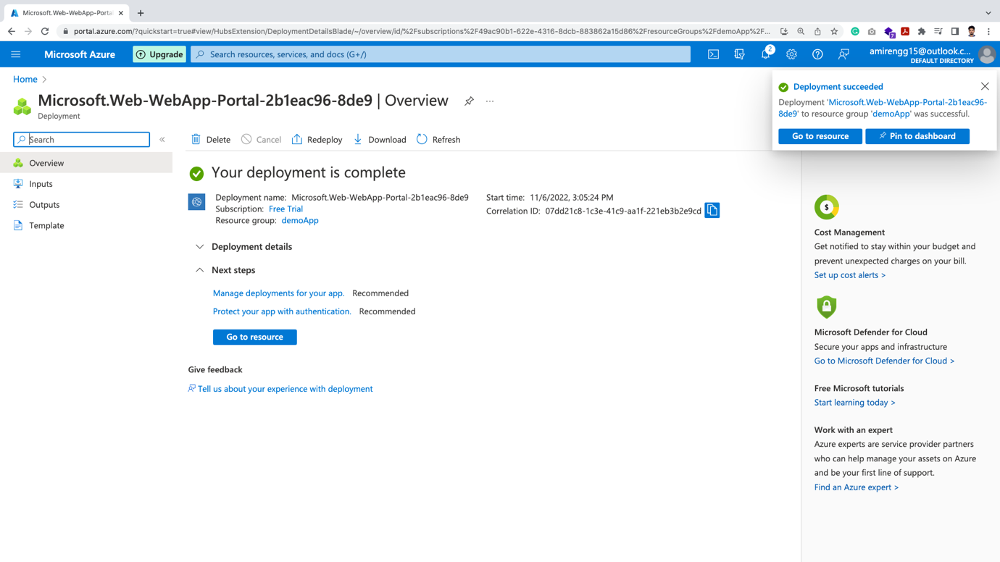 Microsoft.Web-WebApp-Portal
portal.azure.com/?quickstart=true#view/HubsExtension/DeploymentDetailsBlade/~/overview/id/%2Fsubscriptions%2F49ac90b1-622e-4316-8dcb-883862a15d86%2FresourceGroups%2FdemoApp%2F...
Microsoft Azure
Upgrade
Search resources, services, and docs (G+/)
2
amirengg15@outlook.c...
DEFAULT DIRECTORY
Home
Microsoft.Web-WebApp-Portal-2b1eac96-8de9 | Overview
Deployment
Deployment succeeded
Deployment 'Microsoft.Web-WebApp-Portal-2b1eac96-
8de9' to resource group 'demoApp' was successful.
Go to resource
Pin to dashboard
Search
Overview
Inputs
Outputs
Template
Delete
Cancel
Redeploy
Download
Refresh
Your deployment is complete
Deployment name: Microsoft.Web-WebApp-Portal-2b1eac96-8de9
Subscription: Free Trial
Resource group: demoApp
Start time: 11/6/2022, 3:05:24 PM
Correlation ID: 07dd21c8-1c3e-41c9-aa1f-221eb3b2e9cd
Deployment details
Next steps
Manage deployments for your app. Recommended
Protect your app with authentication. Recommended
Go to resource
Give feedback
Tell us about your experience with deployment
Cost Management
Get notified to stay within your budget and
prevent unexpected charges on your bill.
Set up cost alerts >
Microsoft Defender for Cloud
Secure your apps and infrastructure
Go to Microsoft Defender for Cloud >
Free Microsoft tutorials
Start learning today >
Work with an expert
Azure experts are service provider partners
who can help manage your assets on Azure
and be your first line of support.
Find an Azure expert >